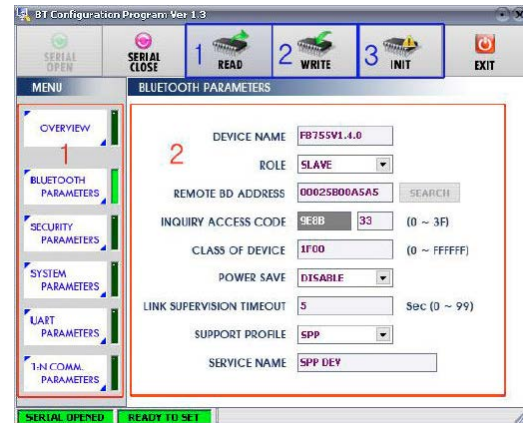 BT Configuration Program Ver 1.3
SERIAL OPEN
SERIAL CLOSE
1 READ
2 WRITE
3 INIT
EXIT
MENU
BLUETOOTH PARAMETERS
OVERVIEW
1
BLUETOOTH PARAMETERS
SECURITY PARAMETERS
SYSTEM PARAMETERS
UART PARAMETERS
1:N COMM. PARAMETERS
2
DEVICE NAME FB755V1.4.0
ROLE SLAVE
REMOTE BD ADDRESS 00025B00A5A5 SEARCH
INQUIRY ACCESS CODE 9E8B 33 (0 ~ 3F)
CLASS OF DEVICE 1F00 (0 ~ FFFFFF)
POWER SAVE DISABLE
LINK SUPERVISION TIMEOUT 5 Sec (0 ~ 99)
SUPPORT PROFILE SPP
SERVICE NAME SPP DEV
SERIAL OPENED READY TO SET